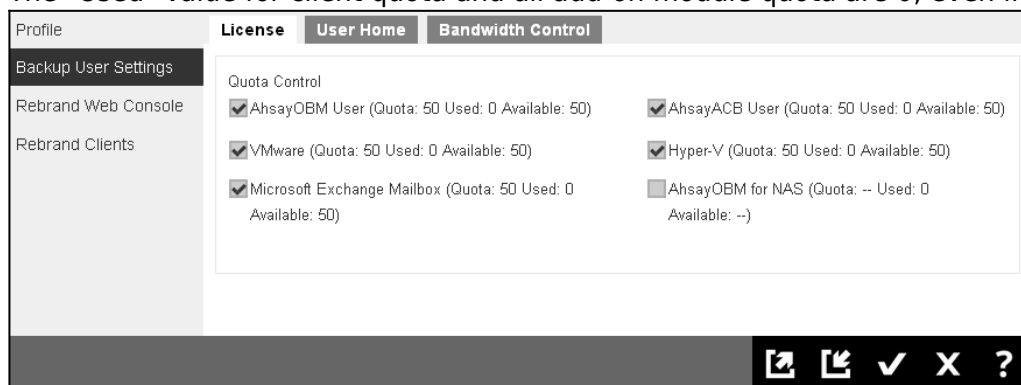 The "Used" value for client quota and all add-on module quota are 0, even if
Profile
License User Home Bandwidth Control
Backup User Settings
Rebrand Web Console
Rebrand Clients
Quota Control
AhsayOBM User (Quota: 50 Used: 0 Available: 50)
AhsayACB User (Quota: 50 Used: 0 Available: 50)
VMware (Quota: 50 Used: 0 Available: 50)
Hyper-V (Quota: 50 Used: 0 Available: 50)
Microsoft Exchange Mailbox (Quota: 50 Used: 0
Available: 50)
AhsayOBM for NAS (Quota: -- Used: 0
Available: --)
?